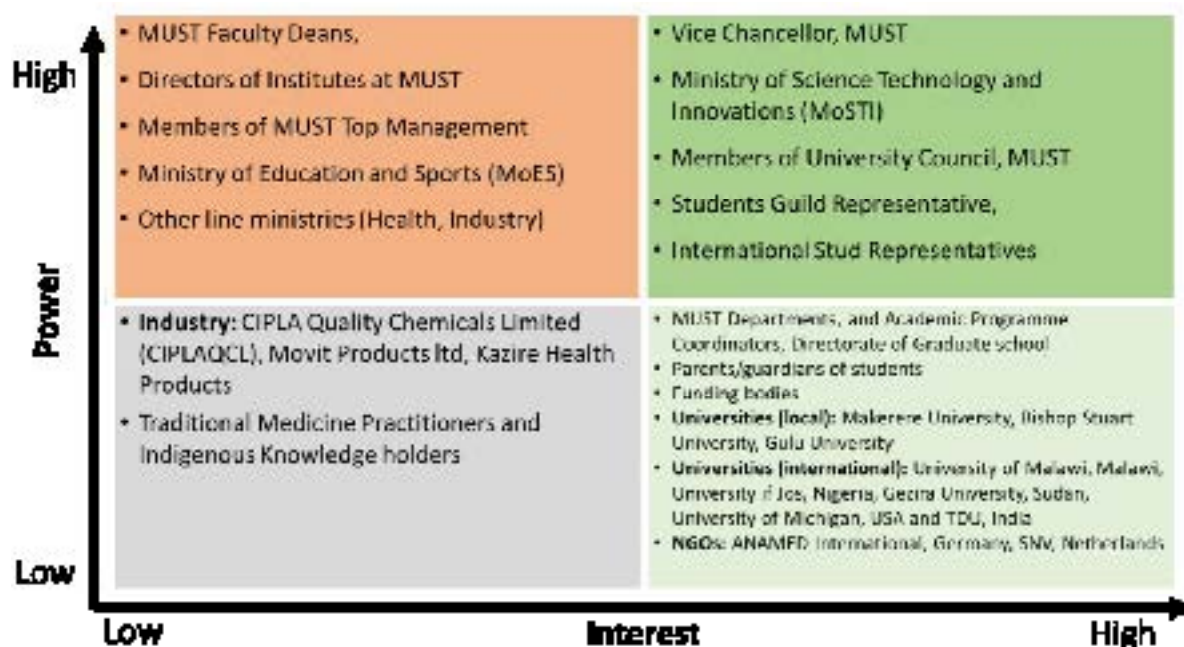 High
Power
Low
• MUST Faculty Deans,
• Directors of Institutes at MUST
• Members of MUST Top Management
• Ministry of Education and Sports (MoES)
• Other line ministries (Health, Industry)
• Vice Chancellor, MUST
• Ministry of Science Technology and
Innovations (MoSTI)
• Members of University Council, MUST
• Students Guild Representative,
• International Stud Representatives
• Industry: CIPLA Quality Chemicals Limited
(CIPLAQCL), Movit Products ltd, Kazire Health
Products
• Traditional Medicine Practitioners and
Indigenous Knowledge holders
• MUST Departments, and Academic Programme
Coordinators, Directorate of Graduate school
• Parents/guardians of students
• Funding bodies
• Universities (local): Makerere University, Bishop Stuart
University, Gulu University
• Universities (international): University of Malawi, Malawi,
University if Jos, Nigeria, Gezira University, Sudan,
University of Michigan, USA and TDU, India
• NGOs: ANAMED International, Germany, SNV, Netherlands
Low
Interest
High